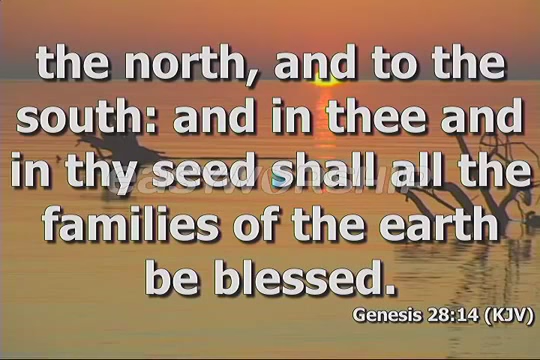 the north, and to the
south: and in thee and
in thy seed shall all the
families of the earth
be blessed.
Genesis 28:14 (KJV)